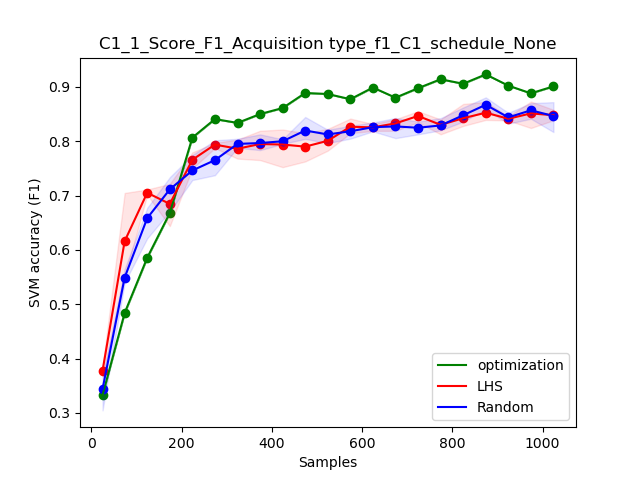 C1_1_Score_F1_Acquisition type_f1_C1_schedule_None
SVM accuracy (F1)
0.9
0.8
0.7
0.6
0.5
0.4
0.3
optimization
LHS
Random
0
200
400
600
800
1000
Samples